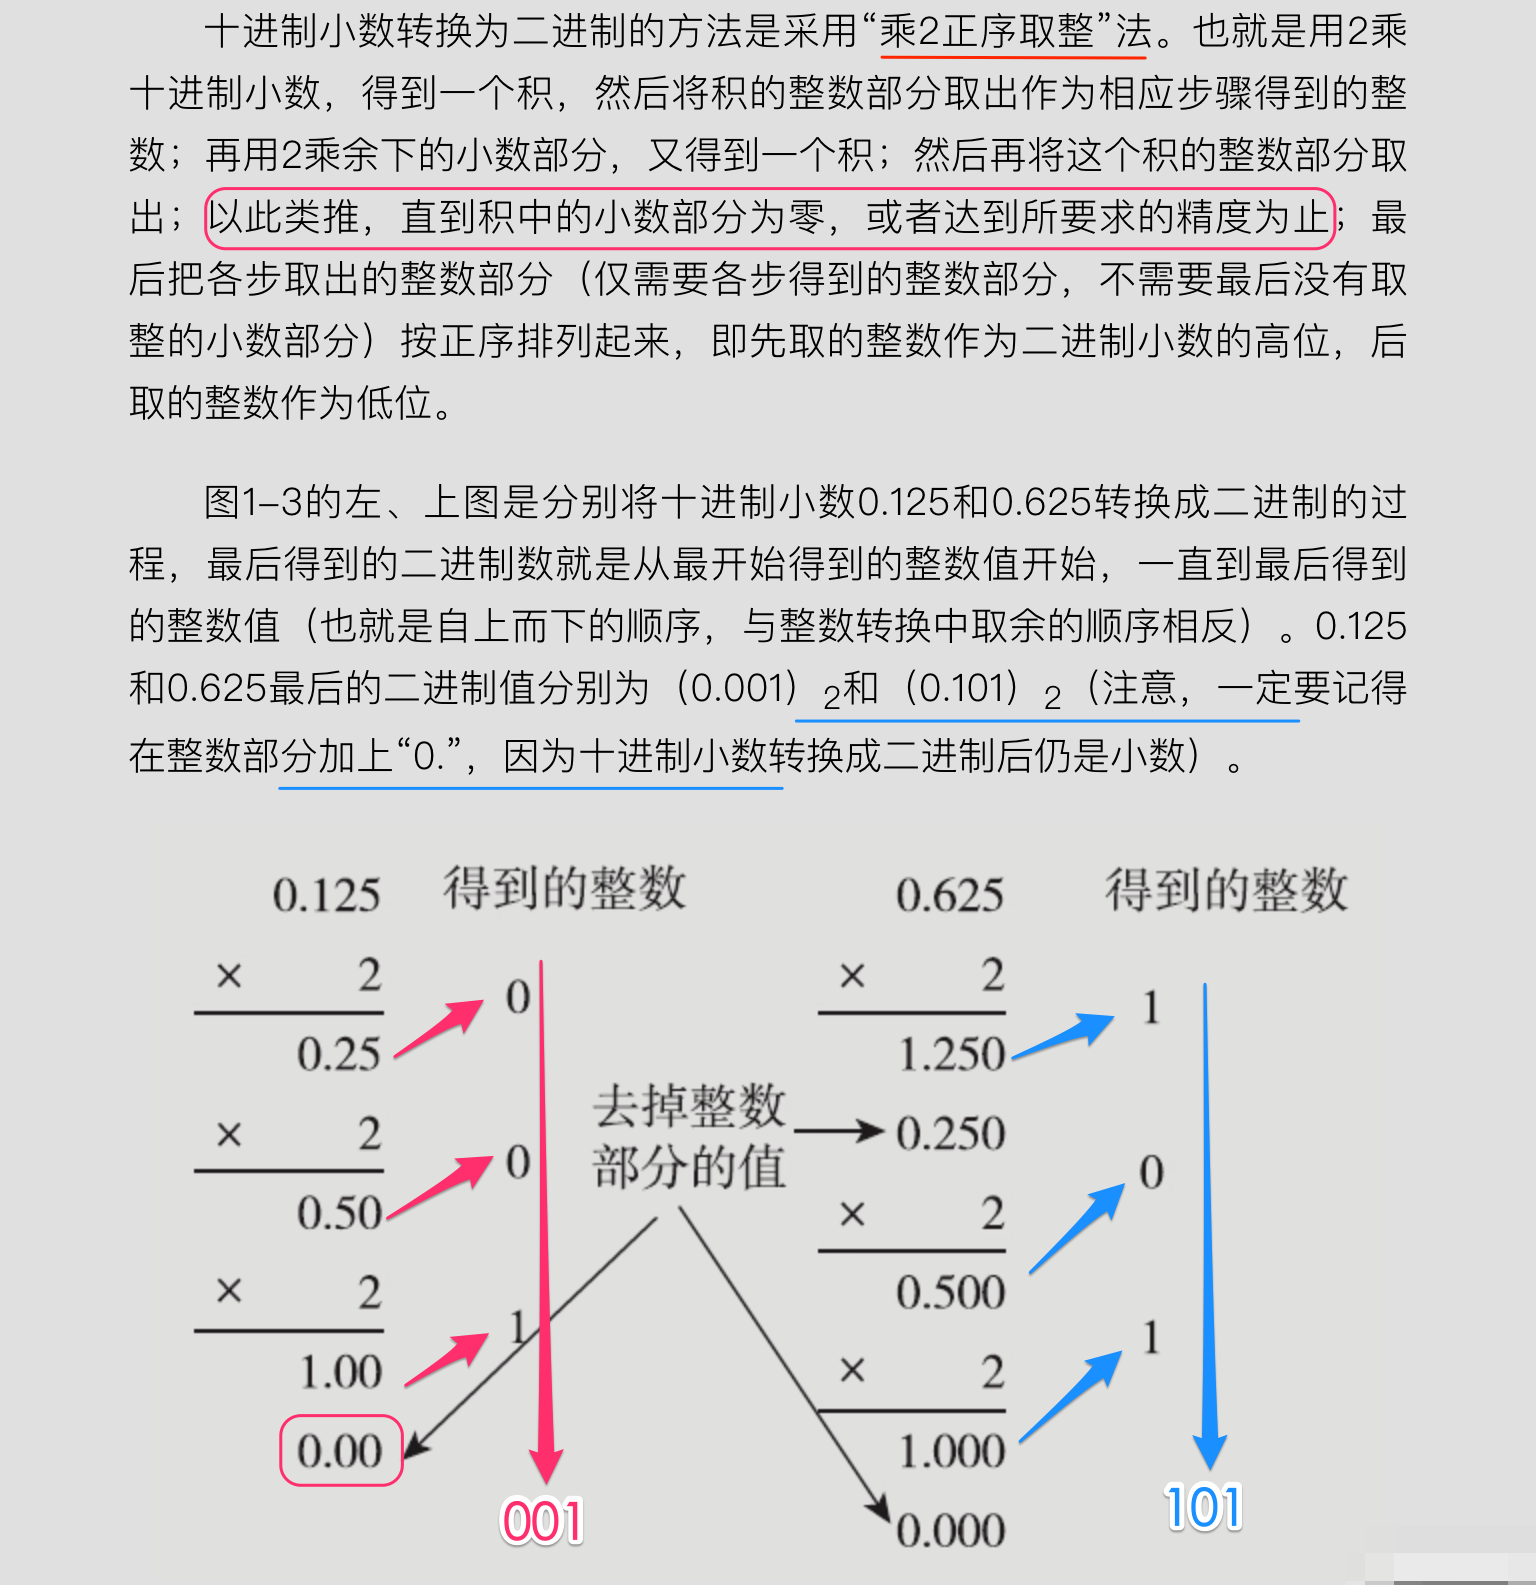 十进制小数转换为二进制的方法是采用“乘2正序取整”法。也就是用2乘
十进制小数，得到一个积，然后将积的整数部分取出作为相应步骤得到的整
数；再用2乘余下的小数部分，又得到一个积；然后再将这个积的整数部分取
出；以此类推，直到积中的小数部分为零，或者达到所要求的精度为止；最
后把各步取出的整数部分（仅需要各步得到的整数部分，不需要最后没有取
整的小数部分）按正序排列起来，即先取的整数作为二进制小数的高位，后
取的整数作为低位。
图1–3的左、上图是分别将十进制小数0.125和0.625转换成二进制的过
程，最后得到的二进制数就是从最开始得到的整数值开始，一直到最后得到
的整数值（也就是自上而下的顺序，与整数转换中取余的顺序相反）。0.125
和0.625最后的二进制值分别为（0.001）2和（0.101）2（注意，一定要记得
在整数部分加上“0.”，因为十进制小数转换成二进制后仍是小数）。
0.125 得到的整数
× 2
0
0.25
× 2
0
0.50
× 2
1
1.00
0.00
001
去掉整数
部分的值
0.625 得到的整数
× 2
1
1.250
0.250
0
× 2
0.500
1
× 2
1.000
0.000
101